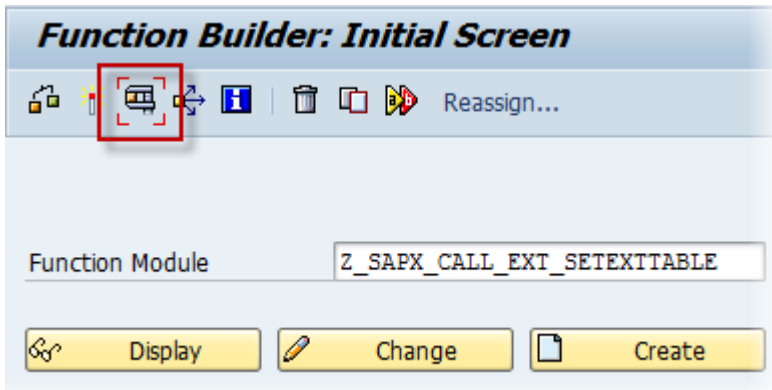 Function Builder: Initial Screen
Reassign...
Function Module Z_SAPX_CALL_EXT_SETEXTTABLE
Display Change Create